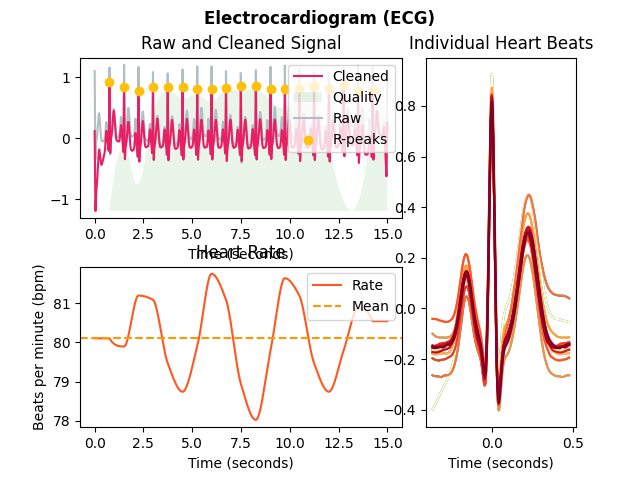 Electrocardiogram (ECG)
Raw and Cleaned Signal
1
0
−1
Cleaned
Quality
Raw
R-peaks
0.0 2.5 5.0 7.5 10.0 12.5 15.0
Time (seconds)
Heart Rate
Beats per minute (bpm)
81
80
79
78
Rate
Mean
0.0 2.5 5.0 7.5 10.0 12.5 15.0
Time (seconds)
Individual Heart Beats
0.8
0.6
0.4
0.2
0.0
−0.2
−0.4
0.0 0.5
Time (seconds)